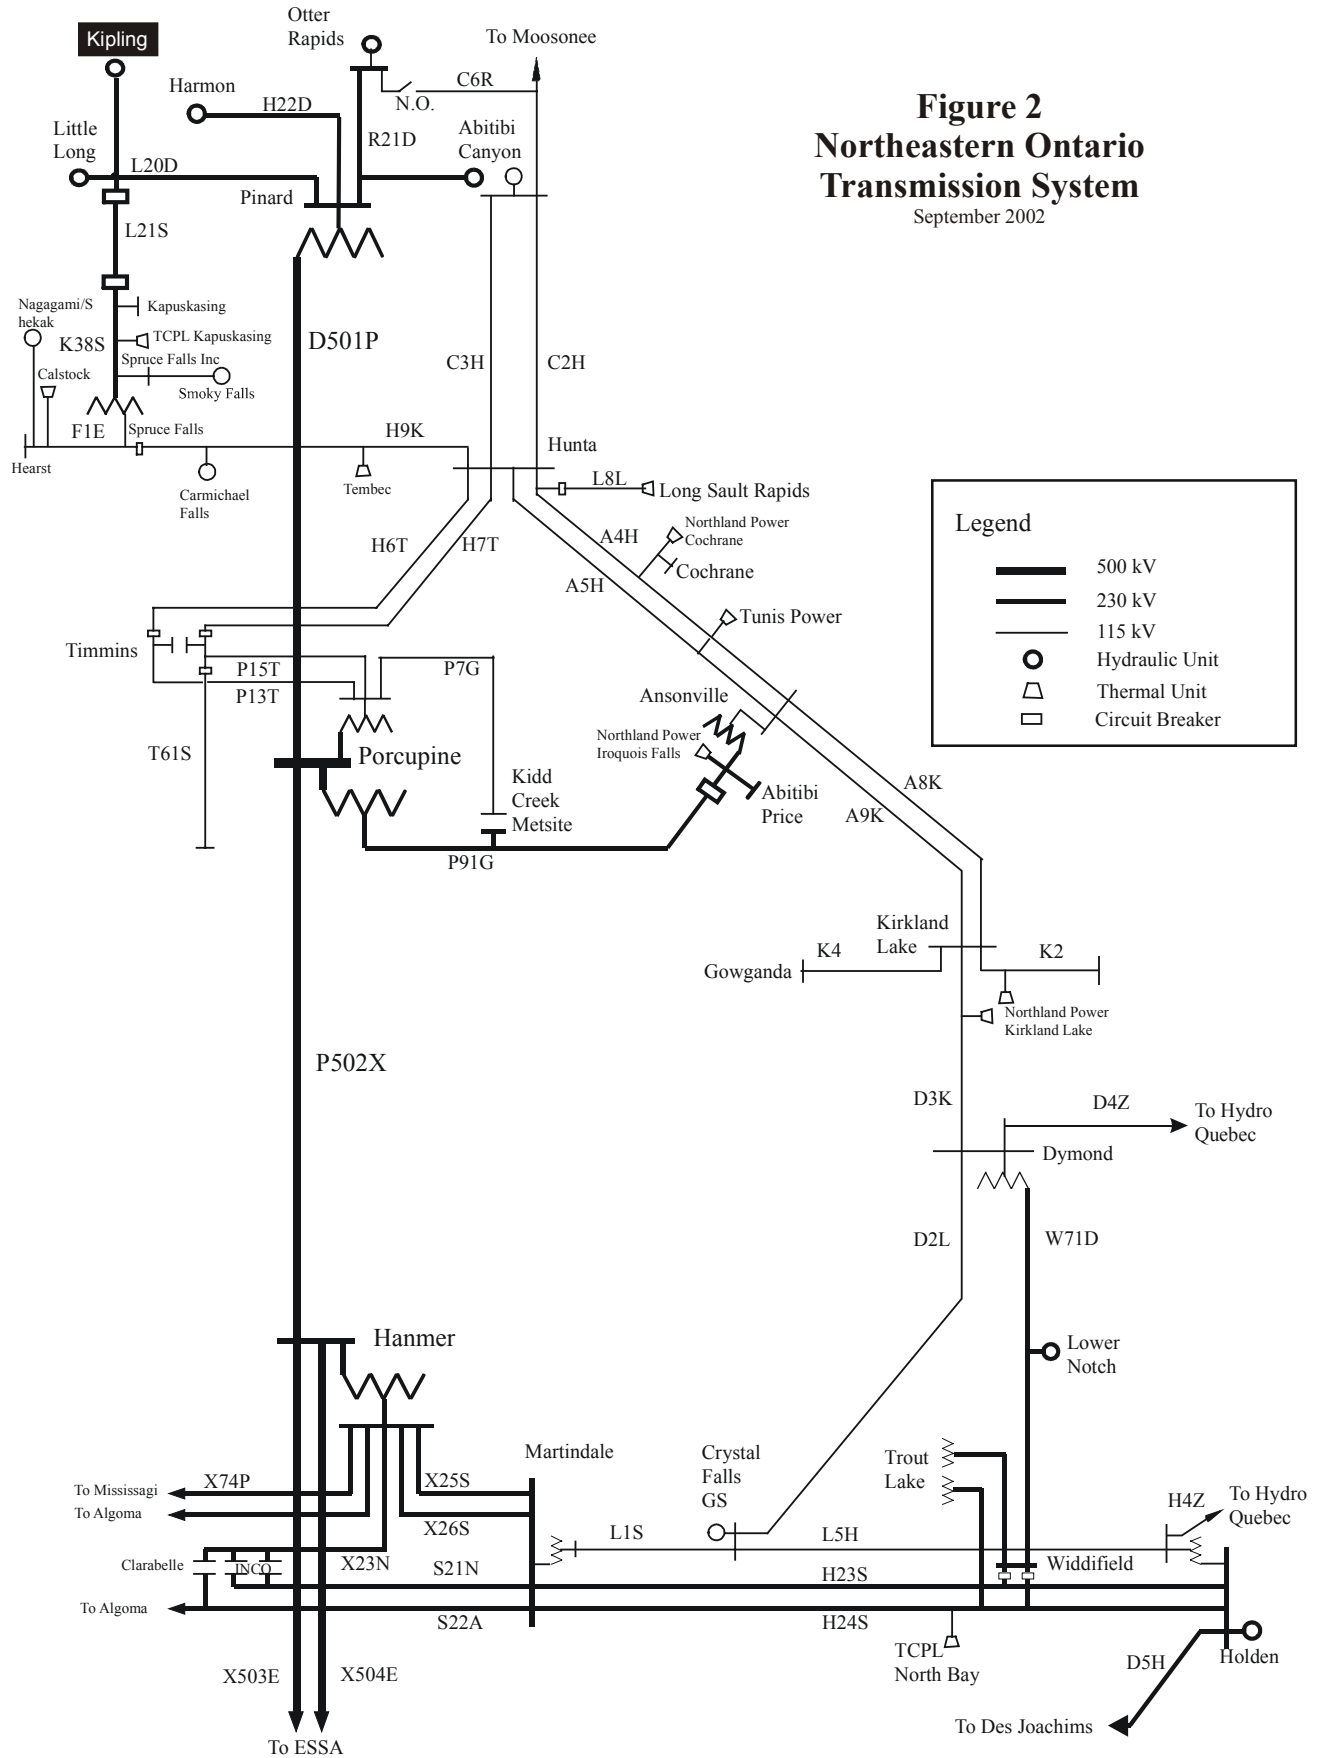 Kipling
Otter
Rapids
To Moosonee
Harmon
C6R
N.O.
H22D
R21D
Abitibi
Canyon
Little
Long
L20D
Pinard
L21S
Figure 2
Northeastern Ontario
Transmission System
September 2002
Nagagami/S
hekak
Kapuskasing
K38S
TCPL Kapuskasing
Spruce Falls Inc
Calstock
Smoky Falls
D501P
C3H
C2H
F1E
Spruce Falls
H9K
Hunta
Hearst
Carmichael
Falls
Tembec
L8L
Long Sault Rapids
Northland Power
Cochrane
A4H
Cochrane
H6T
H7T
A5H
Tunis Power
Legend
500 kV
230 kV
115 kV
Hydraulic Unit
Thermal Unit
Circuit Breaker
Timmins
P15T
P13T
P7G
Ansonville
Northland Power
Iroquois Falls
T61S
Porcupine
Kidd
Creek
Metsite
Abitibi
Price
A8K
A9K
P91G
Kirkland
Lake
K4
K2
Gowganda
Northland Power
Kirkland Lake
P502X
D3K
D4Z
To Hydro
Quebec
Dymond
D2L
W71D
Hanmer
Lower
Notch
Martindale
Crystal
Falls
GS
Trout
Lake
To Mississagi
X74P
X25S
To Algoma
X26S
L1S
L5H
H4Z
To Hydro
Quebec
Clarabelle
INCO
X23N
S21N
H23S
Widdifield
To Algoma
S22A
H24S
TCPL
North Bay
D5H
Holden
X503E
X504E
To Des Joachims
To ESSA